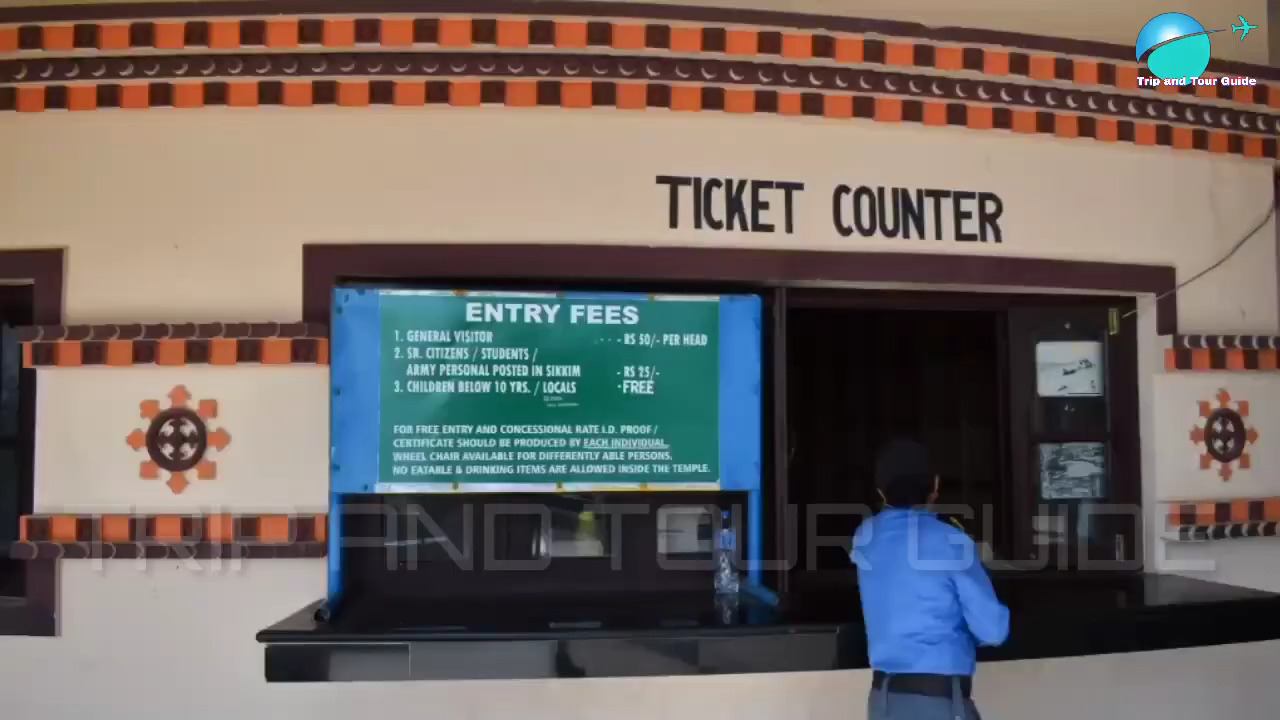 Trip and Tour Guide
TICKET COUNTER
ENTRY FEES
1. GENERAL VISITOR - RS 50/- PER HEAD
2. SR. CITIZENS / STUDENTS /
ARMY PERSONAL POSTED IN SIKKIM - RS 25/-
3. CHILDREN BELOW 10 YRS. / LOCALS - FREE
FOR FREE ENTRY AND CONCESSIONAL RATE I.D. PROOF /
CERTIFICATE SHOULD BE PRODUCED BY EACH INDIVIDUAL.
WHEEL CHAIR AVAILABLE FOR DIFFERENTLY ABLE PERSONS.
NO EATABLE & DRINKING ITEMS ARE ALLOWED INSIDE THE TEMPLE.
TRIP AND TOUR GUIDE